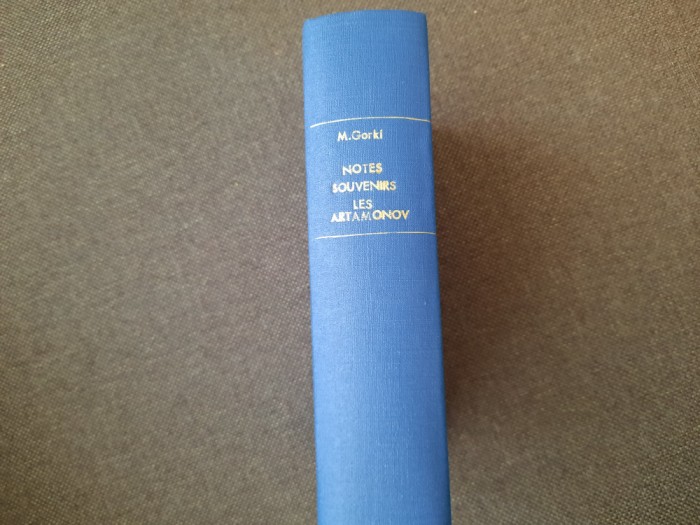 M.Gorki
NOTES
SOUVENIRS
LES
ARTAMONOV